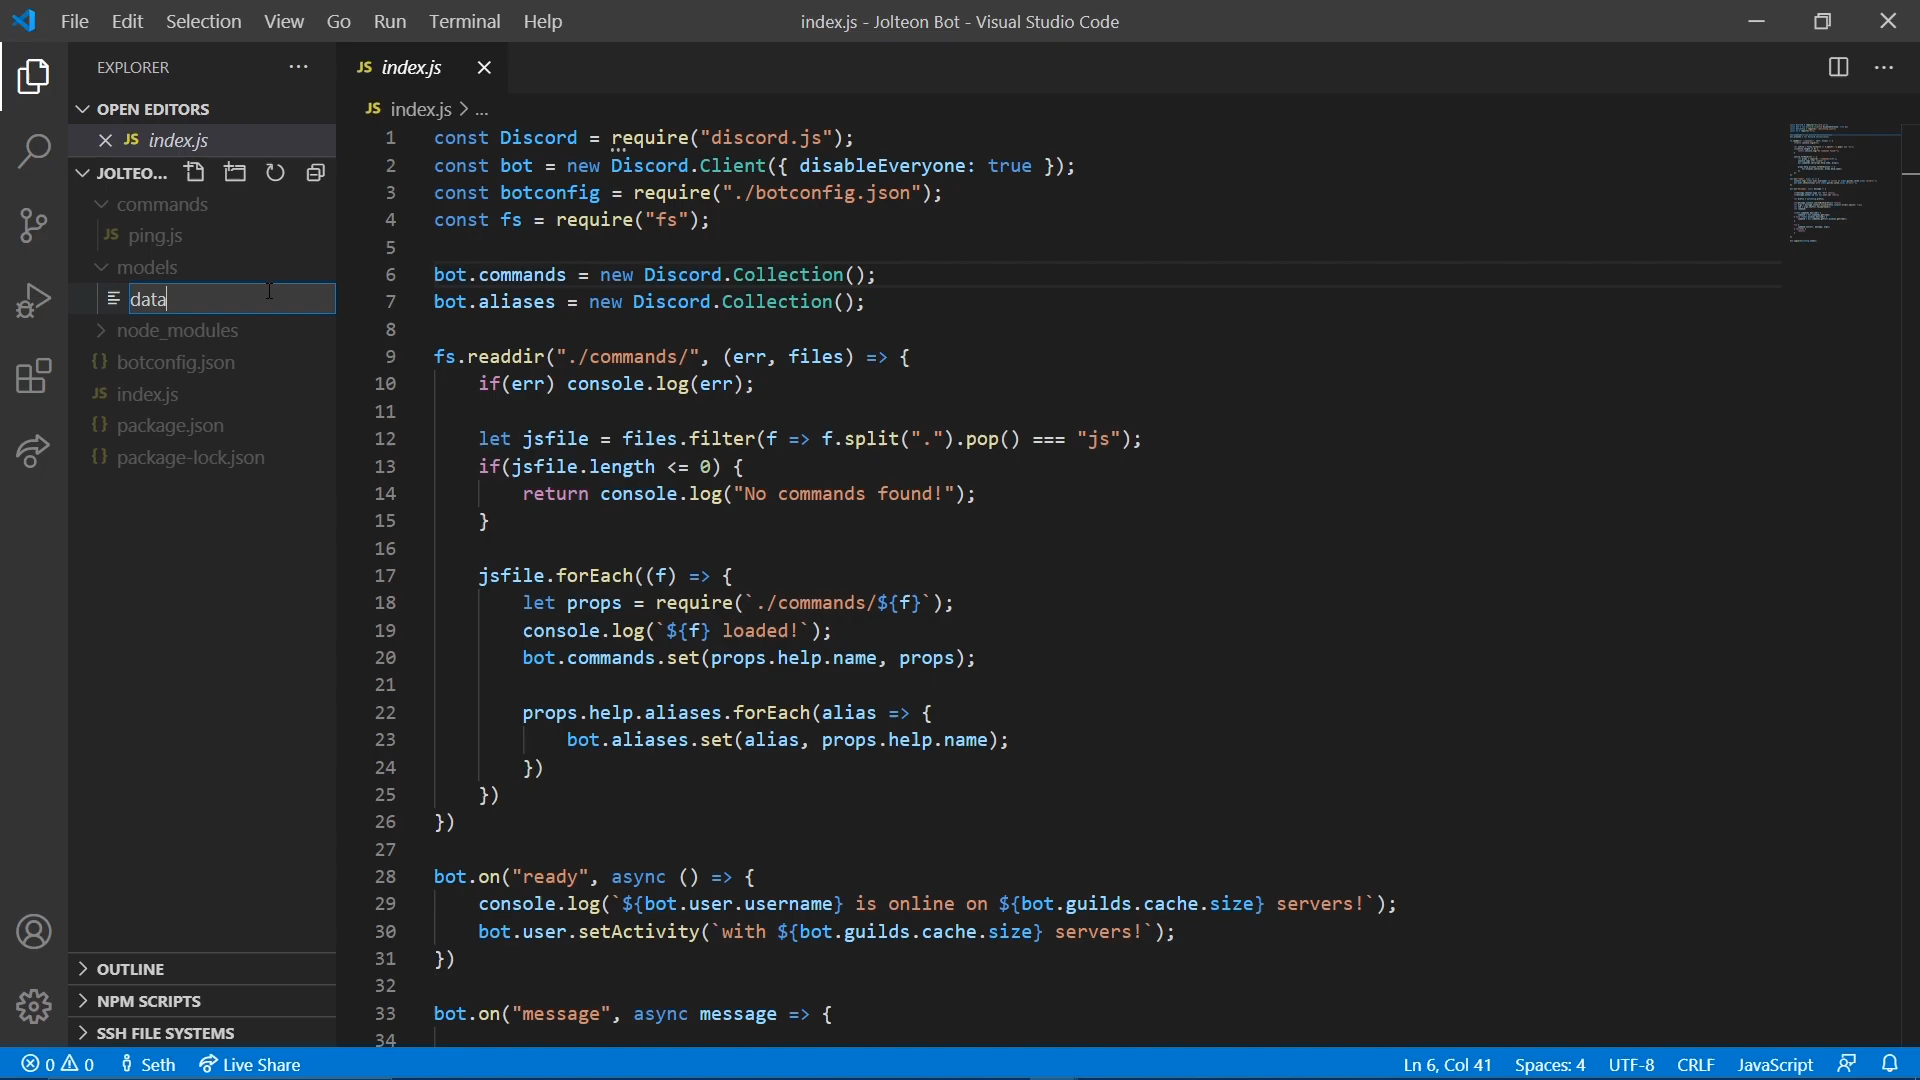 File Edit Selection View Go Run Terminal Help
index.js - Jolteon Bot - Visual Studio Code
EXPLORER
OPEN EDITORS
JS index.js
JOLTEO...
commands
JS ping.js
models
data
node_modules
{} botconfig.json
JS index.js
{} package.json
{} package-lock.json
OUTLINE
NPM SCRIPTS
SSH FILE SYSTEMS
JS index.js
JS index.js > ...
1 const Discord = require("discord.js");
2 const bot = new Discord.Client({ disableEveryone: true });
3 const botconfig = require("./botconfig.json");
4 const fs = require("fs");
5
6 bot.commands = new Discord.Collection();
7 bot.aliases = new Discord.Collection();
8
9 fs.readdir("./commands/", (err, files) => {
10 if(err) console.log(err);
11
12 let jsfile = files.filter(f => f.split(".").pop() === "js");
13 if(jsfile.length <= 0) {
14 return console.log("No commands found!");
15 }
16
17 jsfile.forEach((f) => {
18 let props = require(`./commands/${f}`);
19 console.log(`${f} loaded!`);
20 bot.commands.set(props.help.name, props);
21
22 props.help.aliases.forEach(alias => {
23 bot.aliases.set(alias, props.help.name);
24 })
25 })
26 })
27
28 bot.on("ready", async () => {
29 console.log(`${bot.user.username} is online on ${bot.guilds.cache.size} servers!`);
30 bot.user.setActivity(`with ${bot.guilds.cache.size} servers!`);
31 })
32
33 bot.on("message", async message => {
34
0 0 Seth Live Share
Ln 6, Col 41 Spaces: 4 UTF-8 CRLF JavaScript